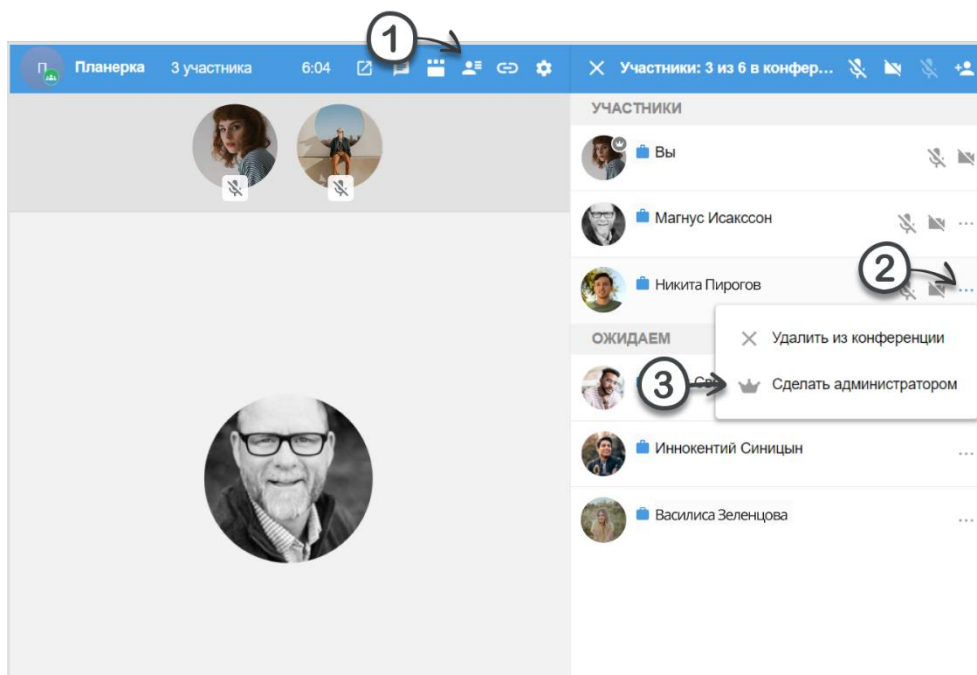 1
П Планерка 3 участника 6:04 Участники: 3 из 6 в конфер...
УЧАСТНИКИ
Вы
Магнус Исакссон
2
Никита Пирогов
ОЖИДАЕМ
Удалить из конференции
3
Сделать администратором
Иннокентий Синицын
Василиса Зеленцова